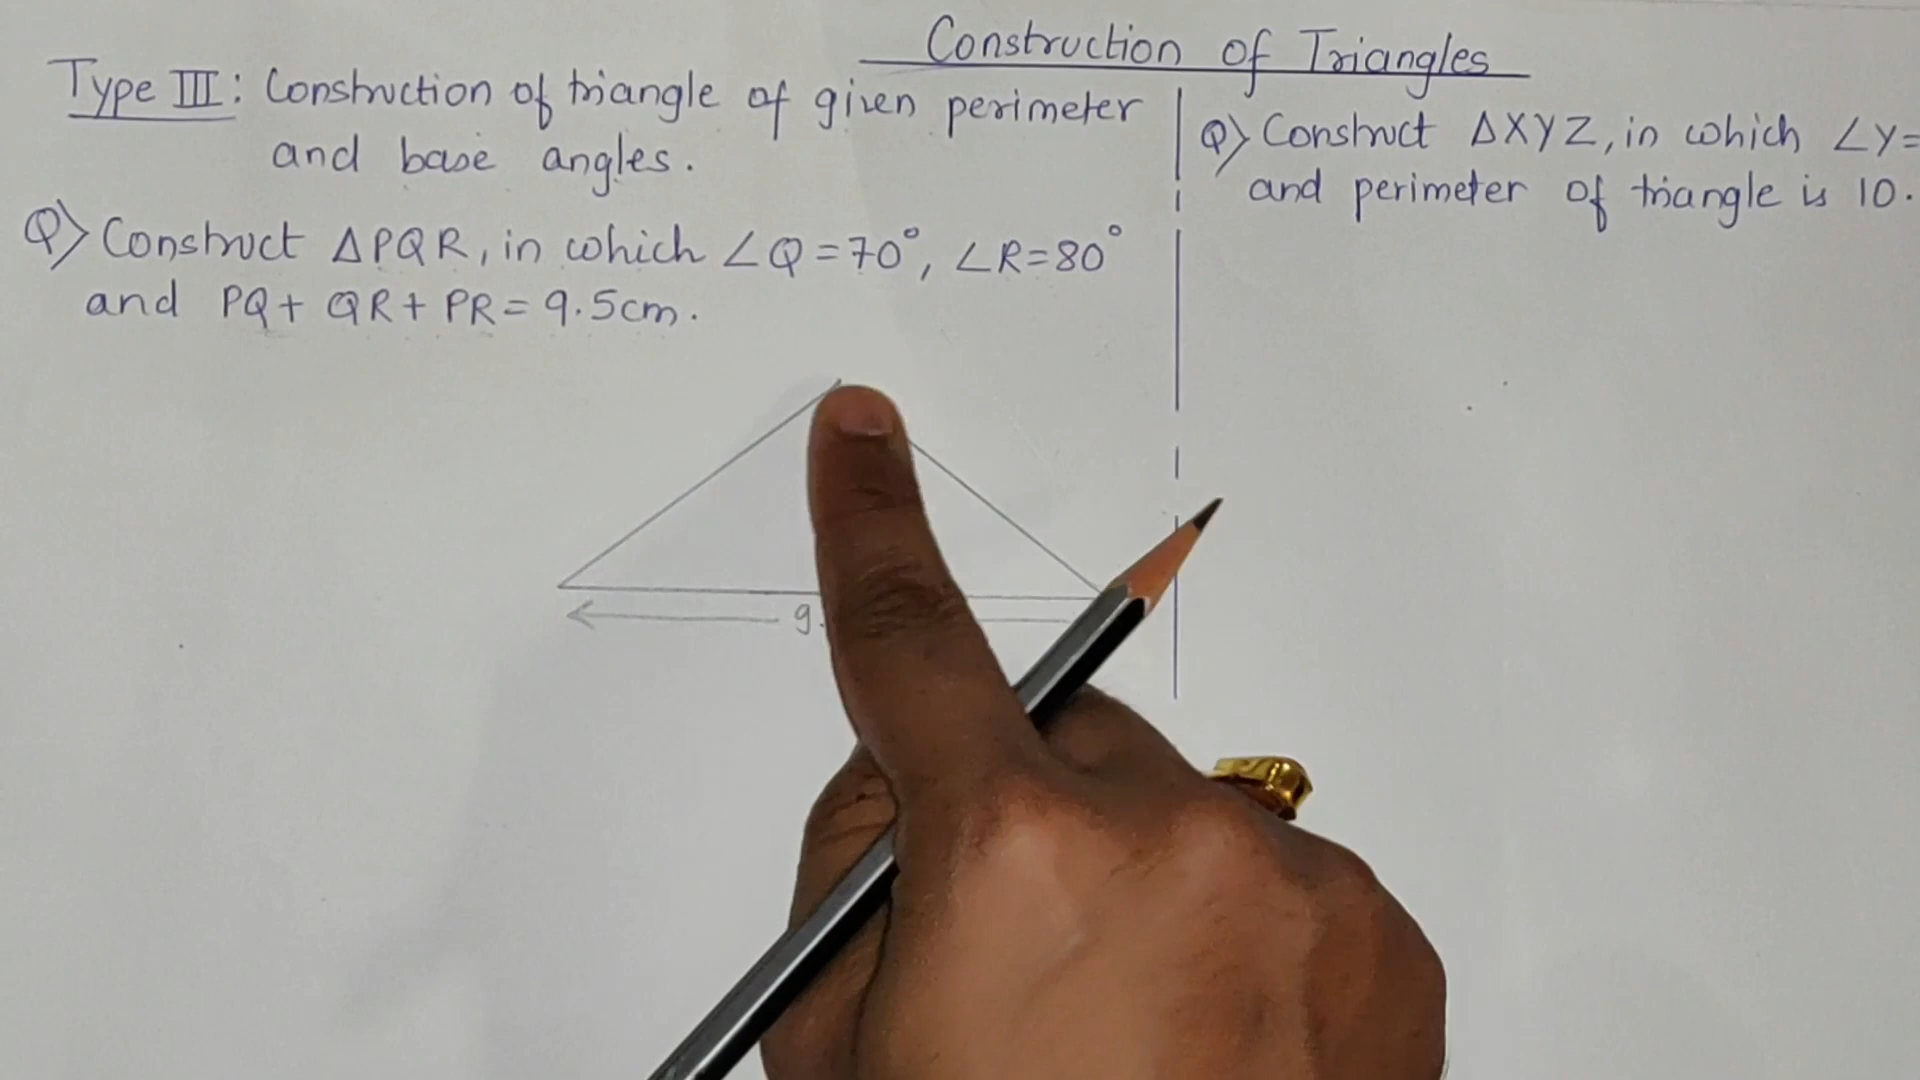 Construction of Triangles
Type III: Construction of triangle of given perimeter
and base angles.
Q) Construct ΔPQR, in which ∠Q=70°, ∠R=80°
and PQ+ QR+ PR= 9.5cm.
9.
Q) Construct ΔXYZ, in which ∠Y=
and perimeter of triangle is 10.